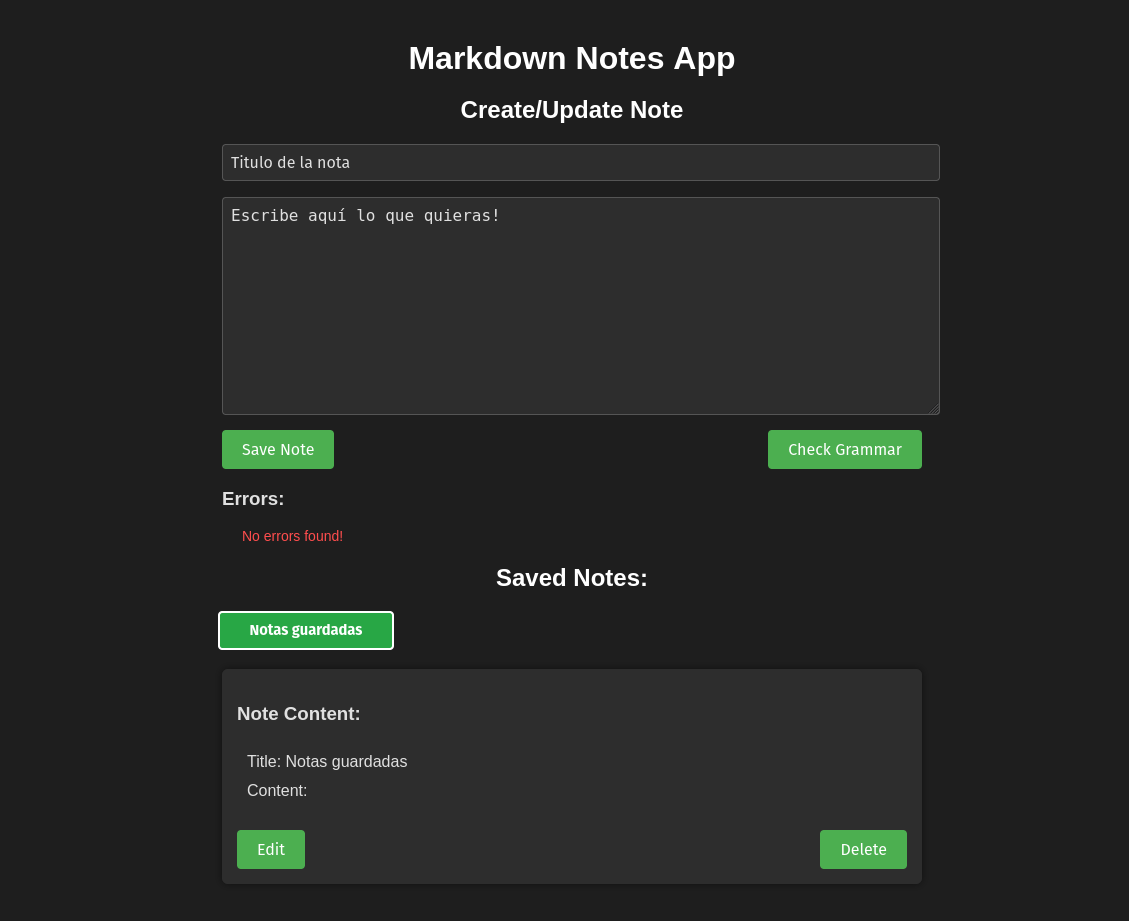 Markdown Notes App
Create/Update Note
Titulo de la nota
Escribe aquí lo que quieras!
Save Note
Check Grammar
Errors:
No errors found!
Saved Notes:
Notas guardadas
Note Content:
Title: Notas guardadas
Content:
Edit
Delete